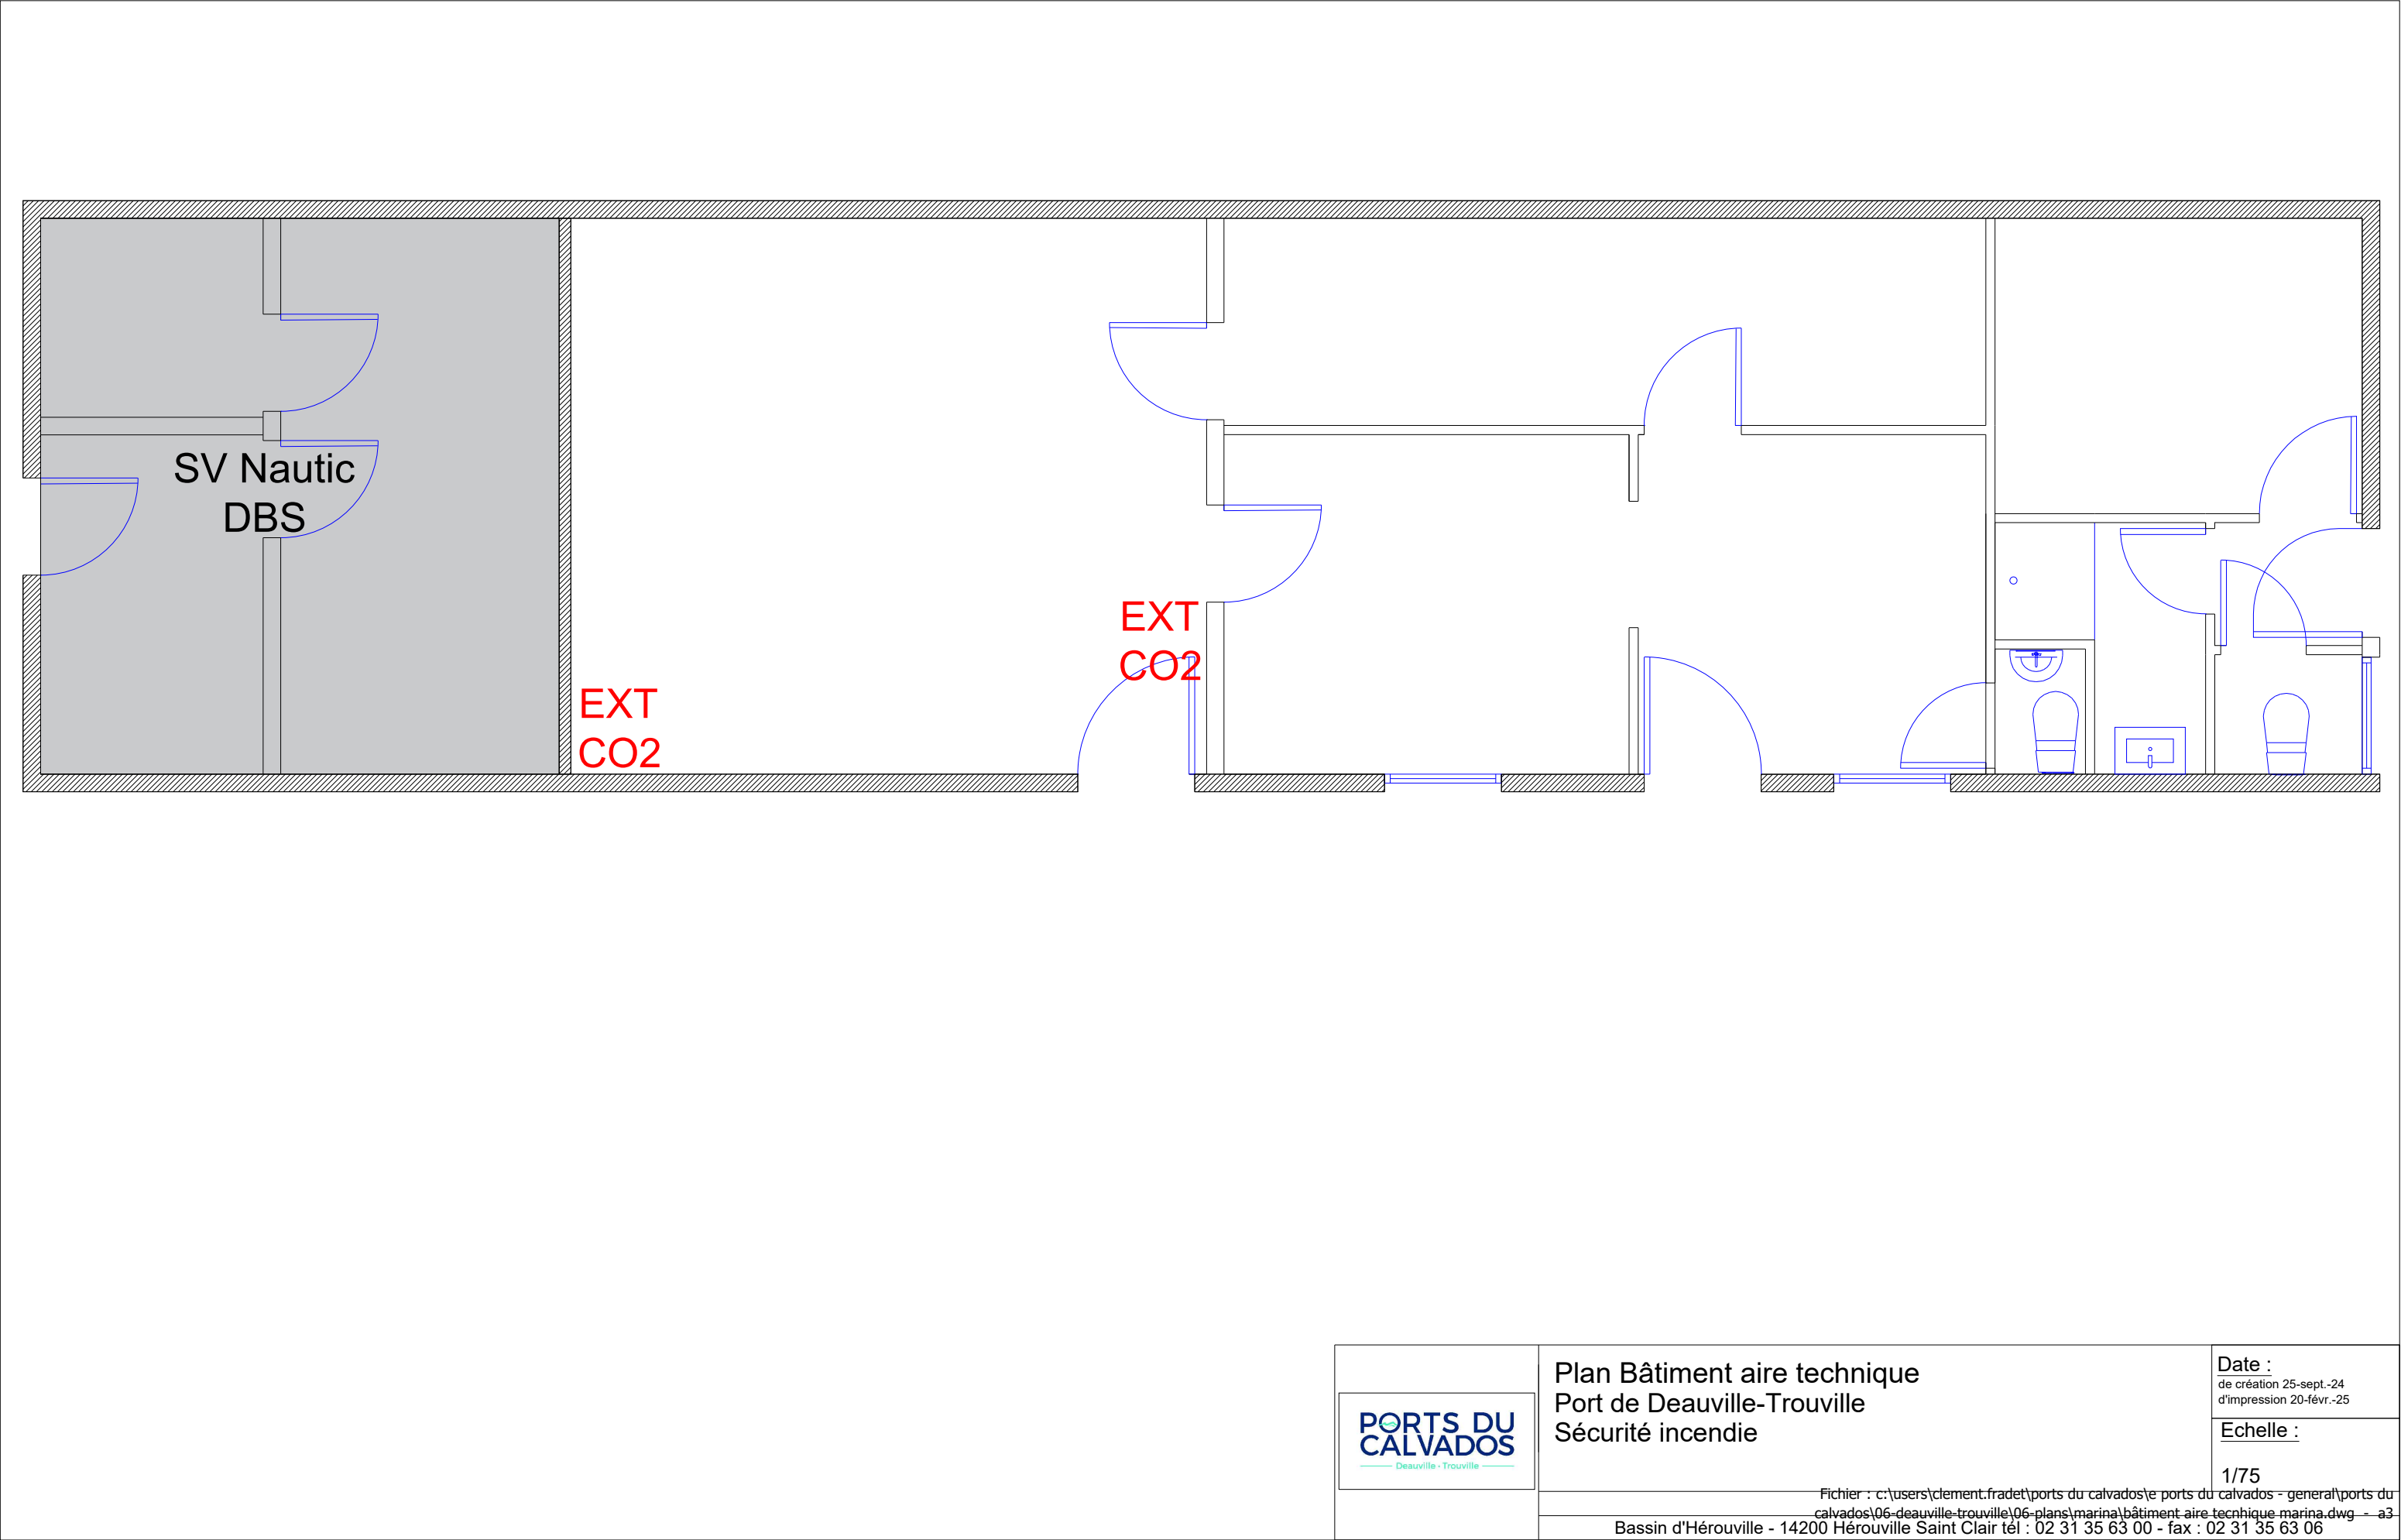 SV Nautic
DBS
EXT
CO2
EXT
CO2
PORTS DU
CALVADOS
Deauville - Trouville
Plan Bâtiment aire technique
Port de Deauville-Trouville
Sécurité incendie
Date :
de création 25-sept.-24
d'impression 20-févr.-25
Echelle :
1/75
Fichier : c:\users\clement.fradet\ports du calvados\e ports du calvados - general\ports du
calvados\06-deauville-trouville\06-plans\marina\bâtiment aire tecnhique marina.dwg - a3
Bassin d'Hérouville - 14200 Hérouville Saint Clair tél : 02 31 35 63 00 - fax : 02 31 35 63 06